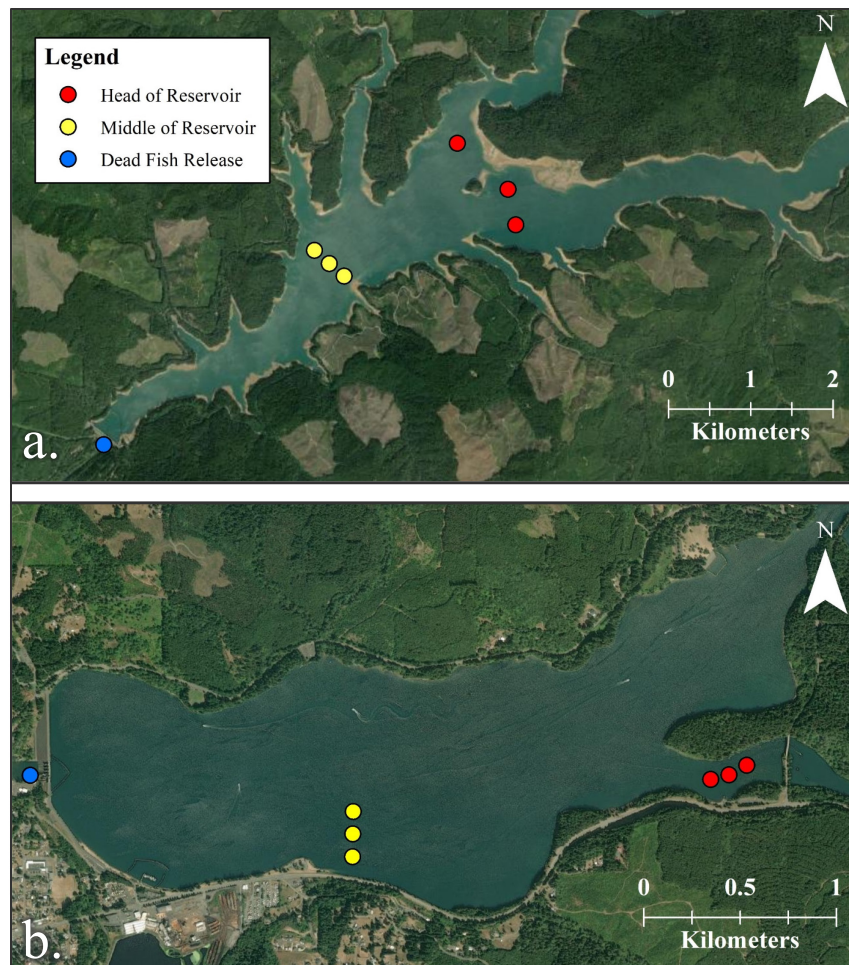 Legend
Head of Reservoir
Middle of Reservoir
Dead Fish Release
N
0 1 2
Kilometers
a.
N
0 0.5 1
Kilometers
b.